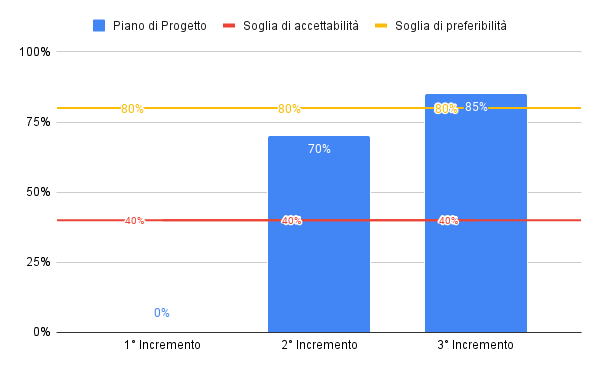 Piano di Progetto Soglia di accettabilità Soglia di preferibilità
100%
80% 80% 80% 85%
75%
70%
50%
40% 40% 40%
25%
0%
0%
1° Incremento 2° Incremento 3° Incremento